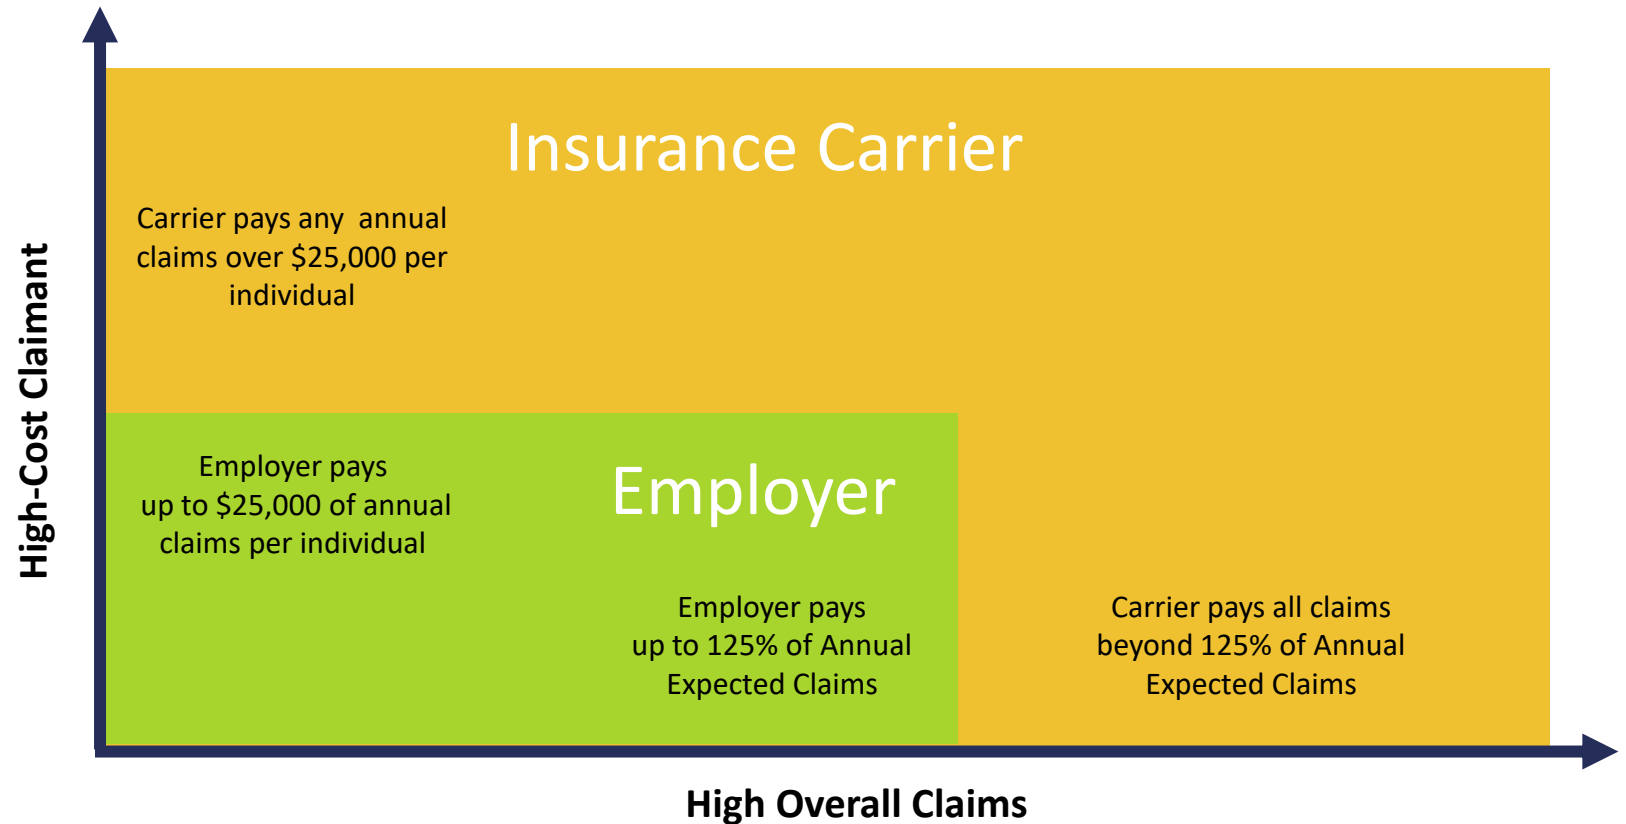 Insurance Carrier
Carrier pays any  annual
claims over $25,000 per
individual
High-Cost Claimant
Employer pays
up to $25,000 of annual
claims per individual
Employer
Employer pays
up to 125% of Annual
Expected Claims
Carrier pays all claims
beyond 125% of Annual
Expected Claims
High Overall Claims